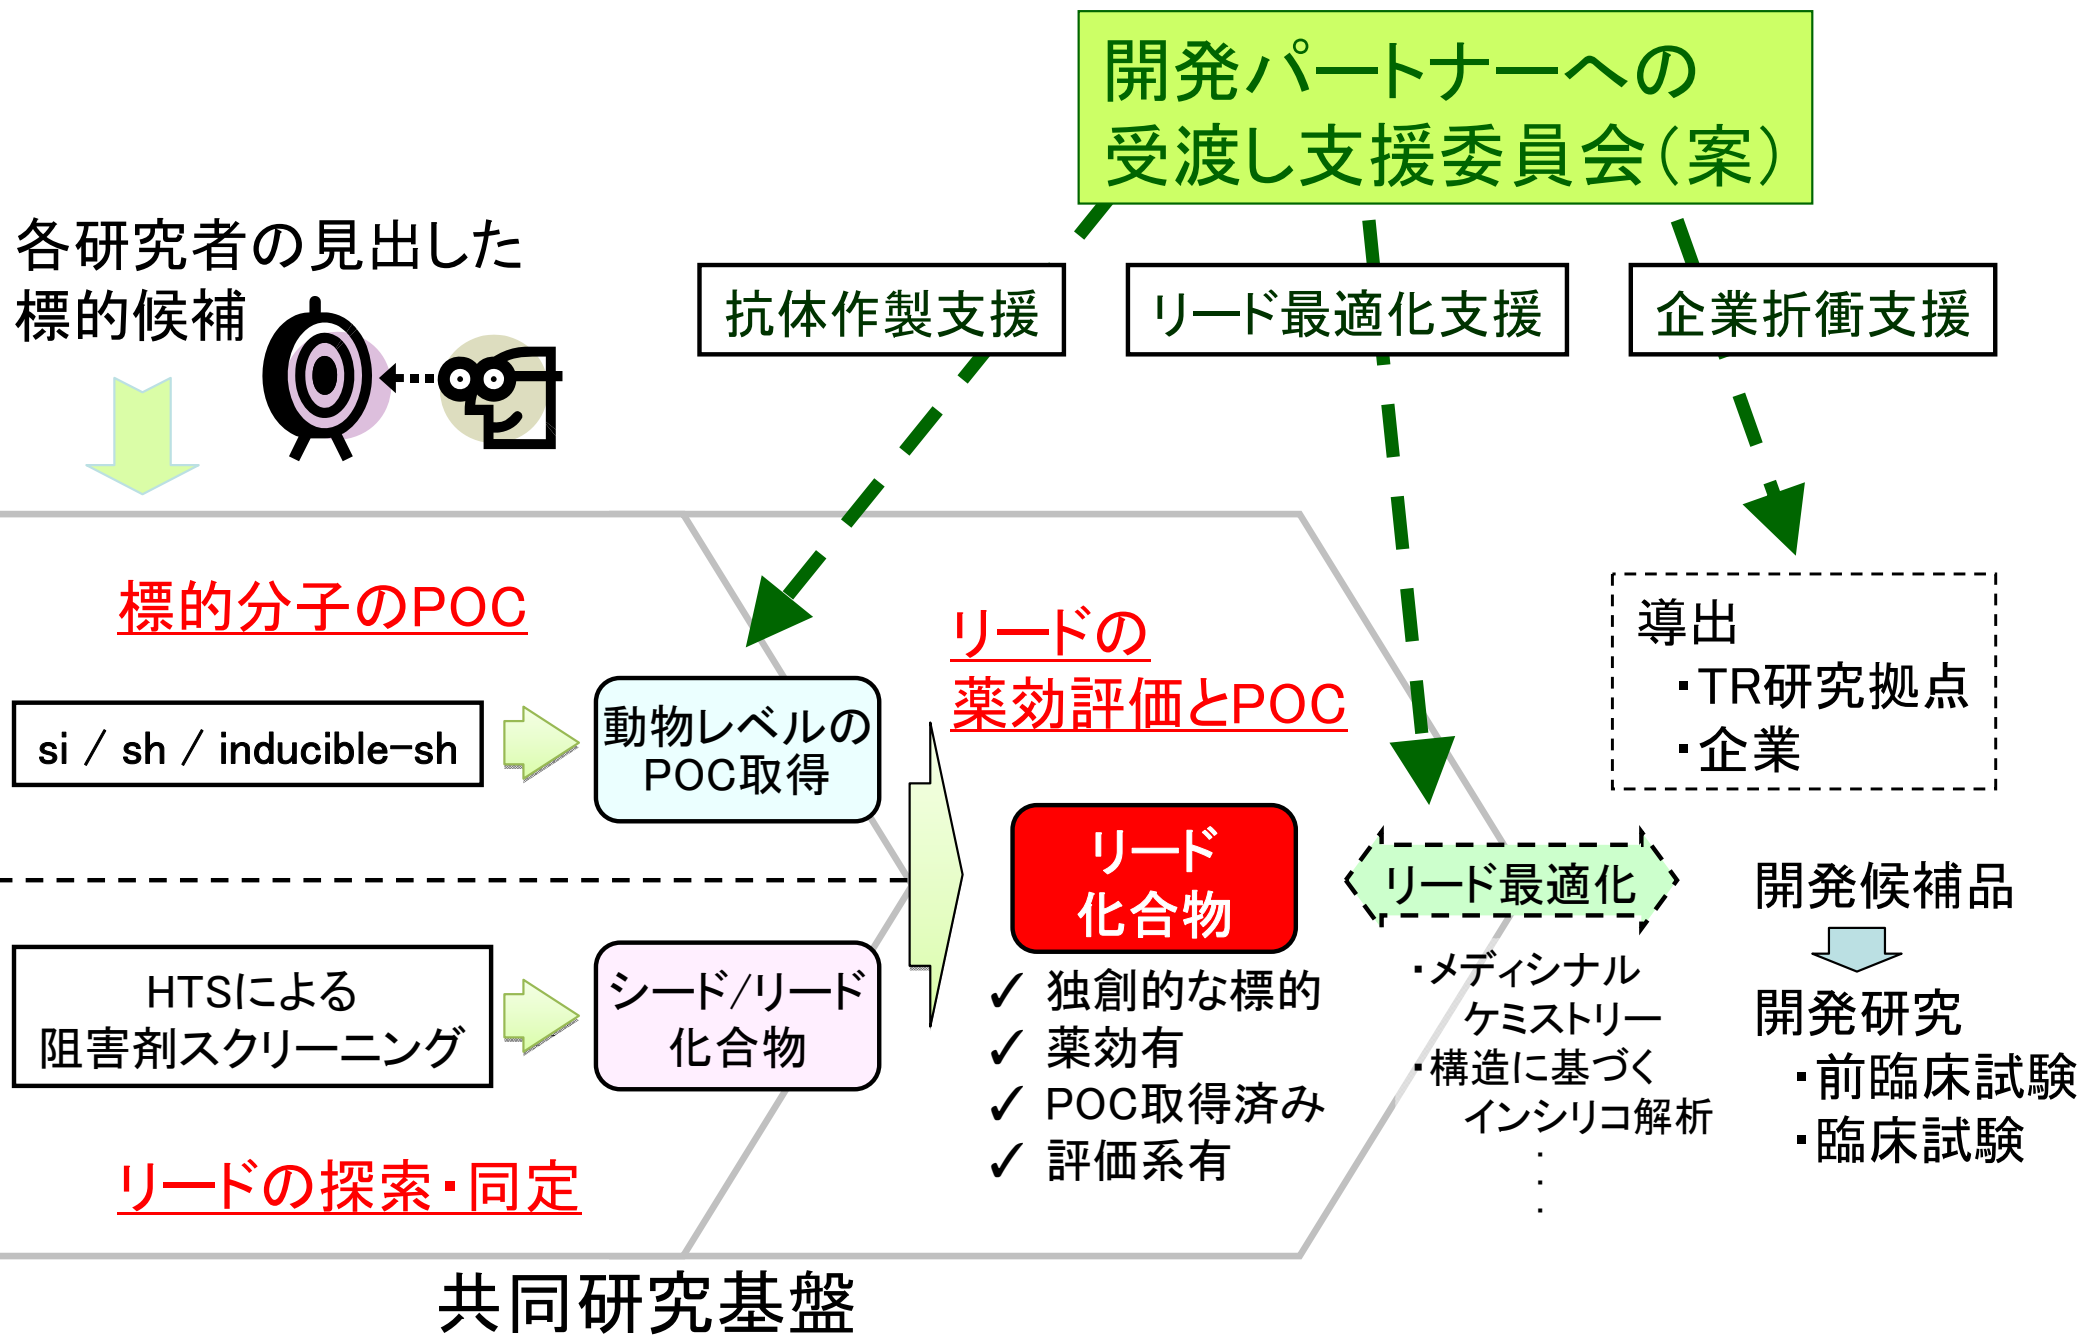 開発パートナーへの
受渡し支援委員会(案)
各研究者の見出した
標的候補
抗体作製支援
リード最適化支援
企業折衝支援
標的分子のPOC
si / sh / inducible-sh
動物レベルの
POC取得
HTSによる
阻害剤スクリーニング
シード/リード
化合物
リードの探索・同定
リードの
薬効評価とPOC
リード
化合物
✓ 独創的な標的
✓ 薬効有
✓ POC取得済み
✓ 評価系有
リード最適化
・メディシナル
ケミストリー
・構造に基づく
インシリコ解析
・
・
・
導出
・TR研究拠点
・企業
開発候補品
開発研究
・前臨床試験
・臨床試験
共同研究基盤